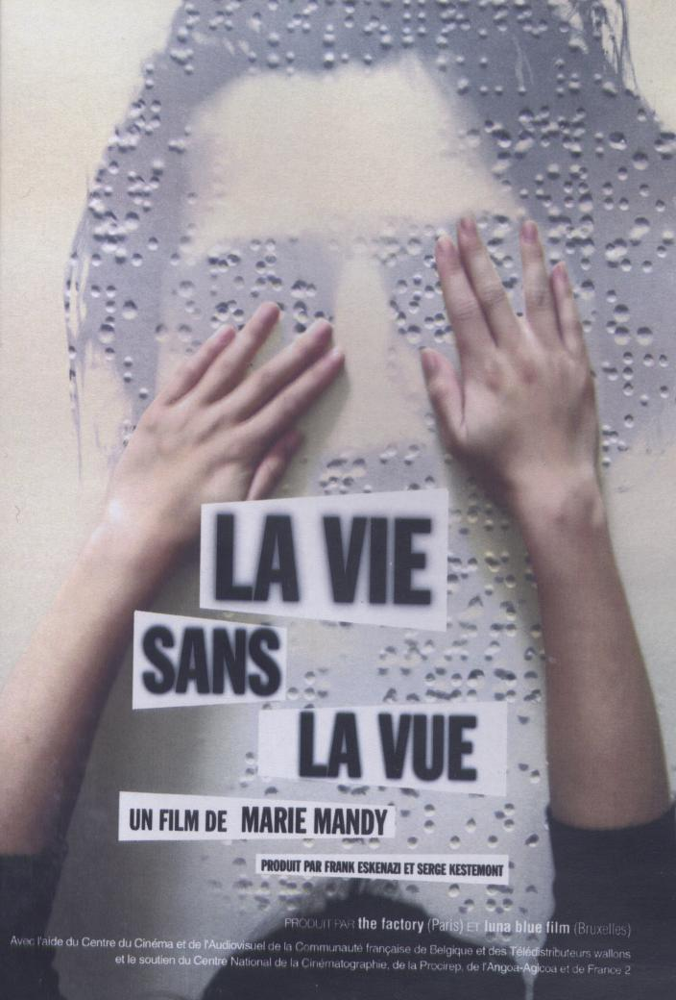 LA VIE
SANS
LA VUE
UN FILM DE MARIE MANDY
PRODUIT PAR FRANK ESKENAZI ET SERGE KESTEMONT
PRODUIT PAR the factory (Paris) ET luna blue film (Bruxelles)
Avec l'aide du Centre du Cinéma et de l'Audiovisuel de la Communauté française de Belgique et des Télédistributeurs wallons
et le soutien du Centre National de la Cinématographie, de la Procirep, de l'Angoa-Agicoa et de France 2